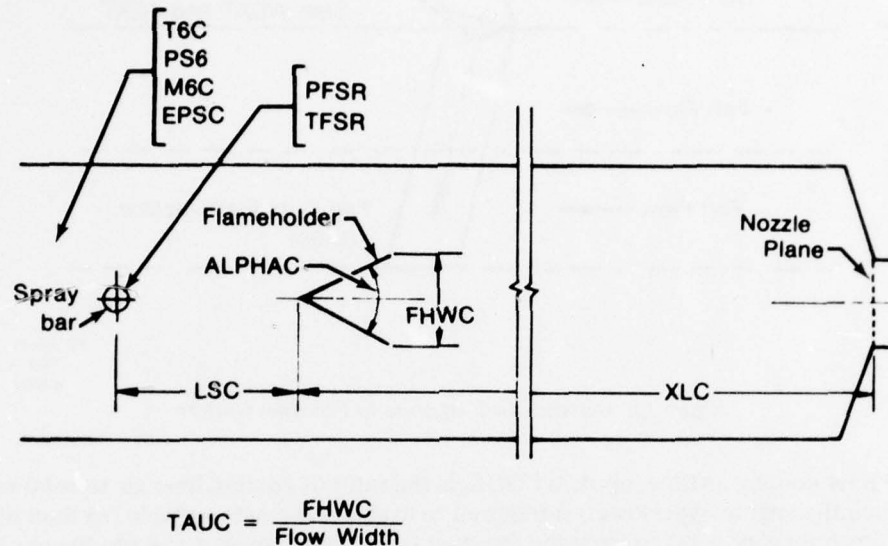 T6C
PS6
M6C
EPSC
PFSR
TFSR
Flameholder
ALPHAC
FHWC
Nozzle
Plane
Spray
bar
LSC
XLC
TAUC = FHWC / Flow Width